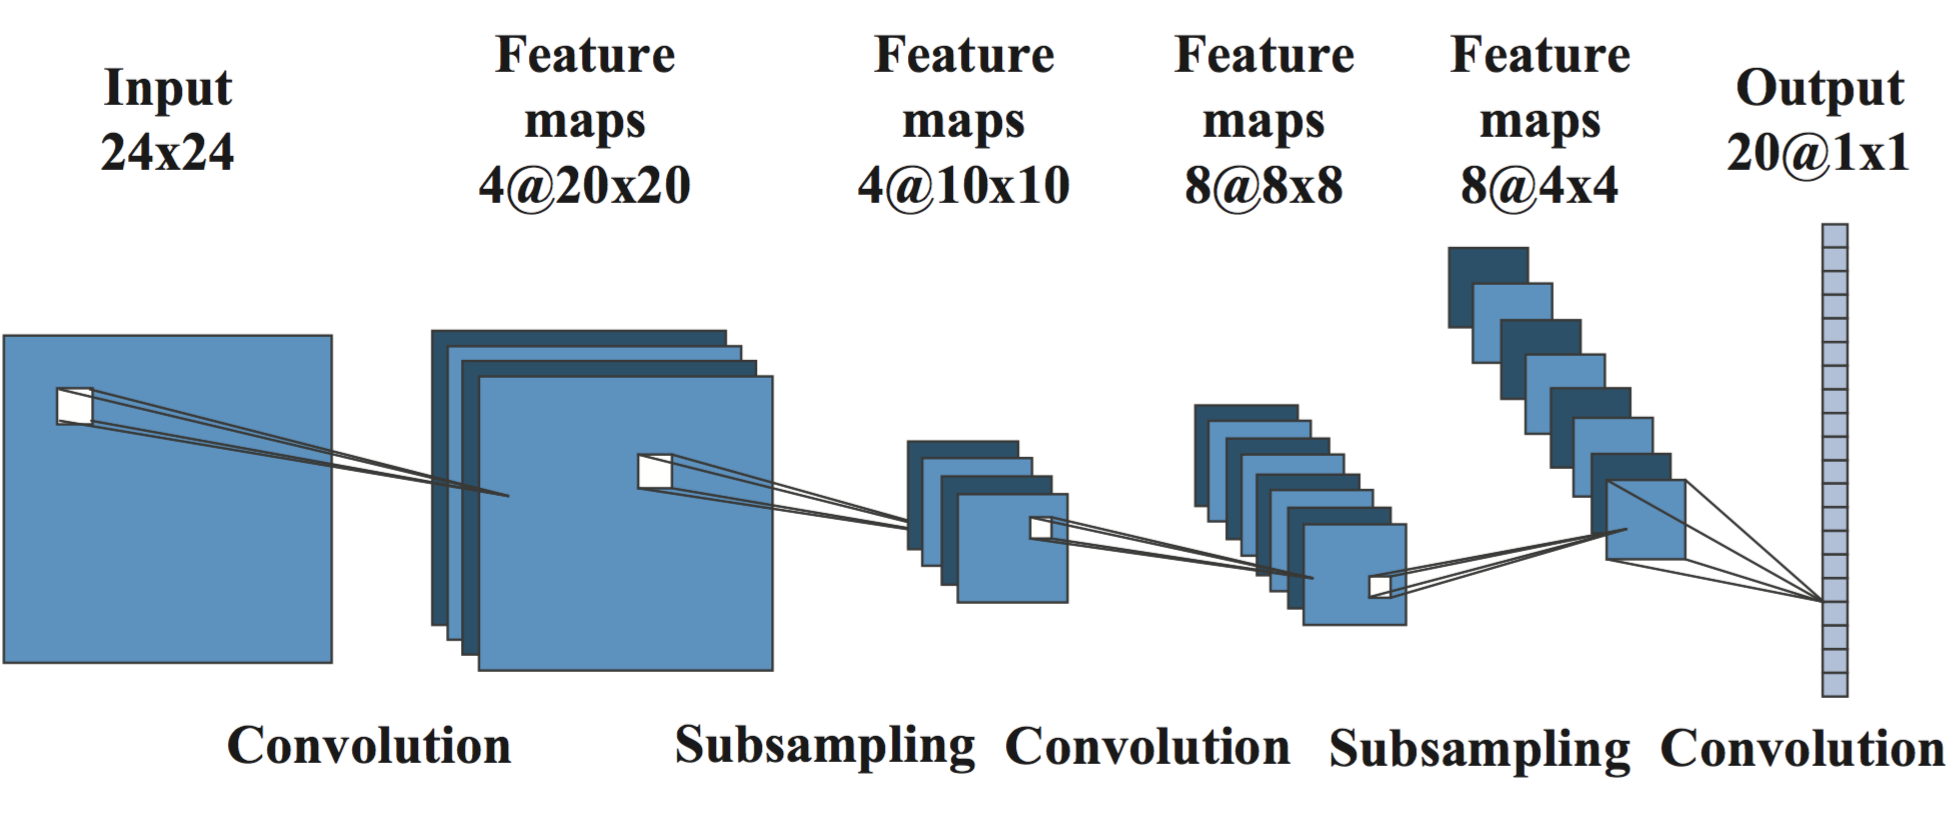 Input
24x24
Feature
maps
4@20x20
Feature
maps
4@10x10
Feature
maps
8@8x8
Feature
maps
8@4x4
Output
20@1x1
Convolution
Subsampling
Convolution
Subsampling
Convolution